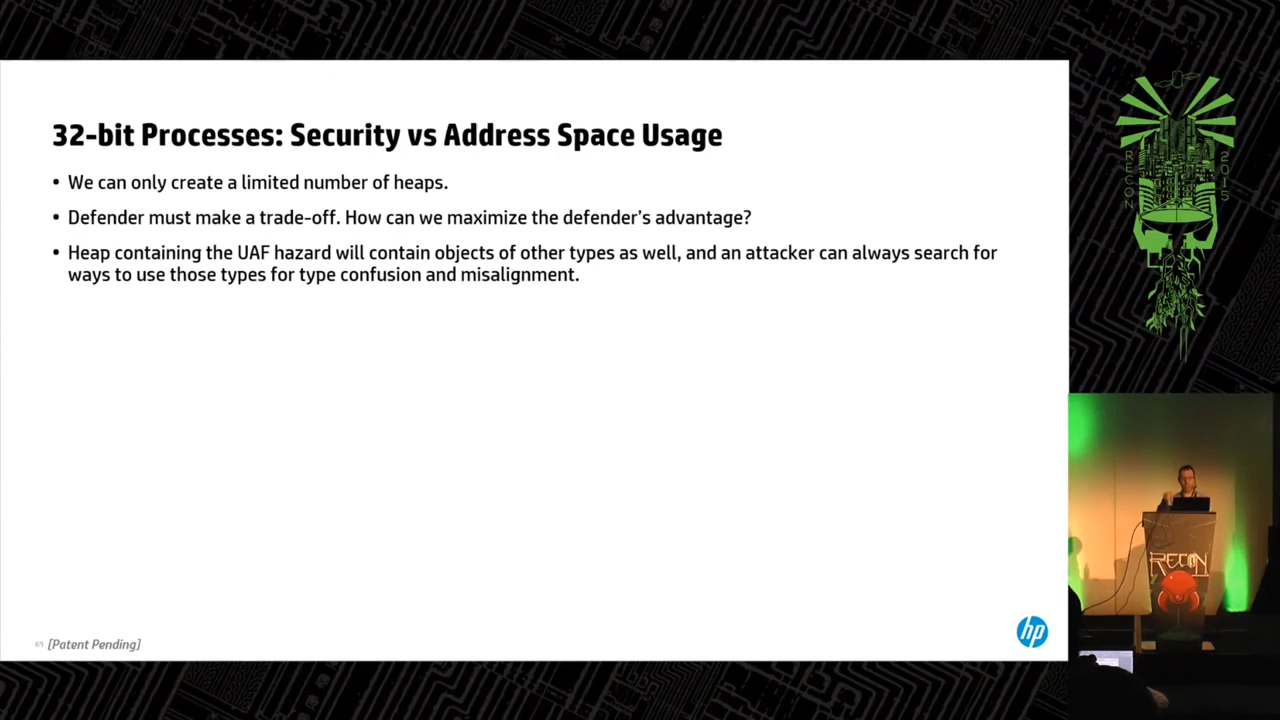 32-bit Processes: Security vs Address Space Usage
• We can only create a limited number of heaps.
• Defender must make a trade-off. How can we maximize the defender's advantage?
• Heap containing the UAF hazard will contain objects of other types as well, and an attacker can always search for
ways to use those types for type confusion and misalignment.
[Patent Pending]
hp
RECON
2015
RECON